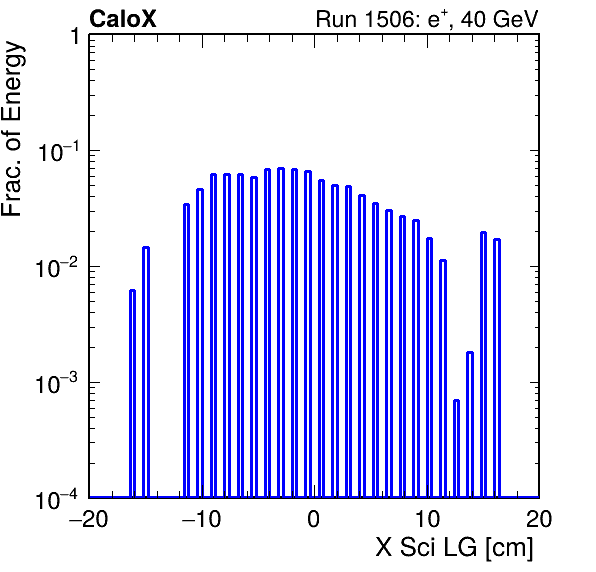 CaloX Run 1506: e⁺, 40 GeV
Frac. of Energy
1
10⁻¹
10⁻²
10⁻³
10⁻⁴
−20 −10 0 10 20
X Sci LG [cm]